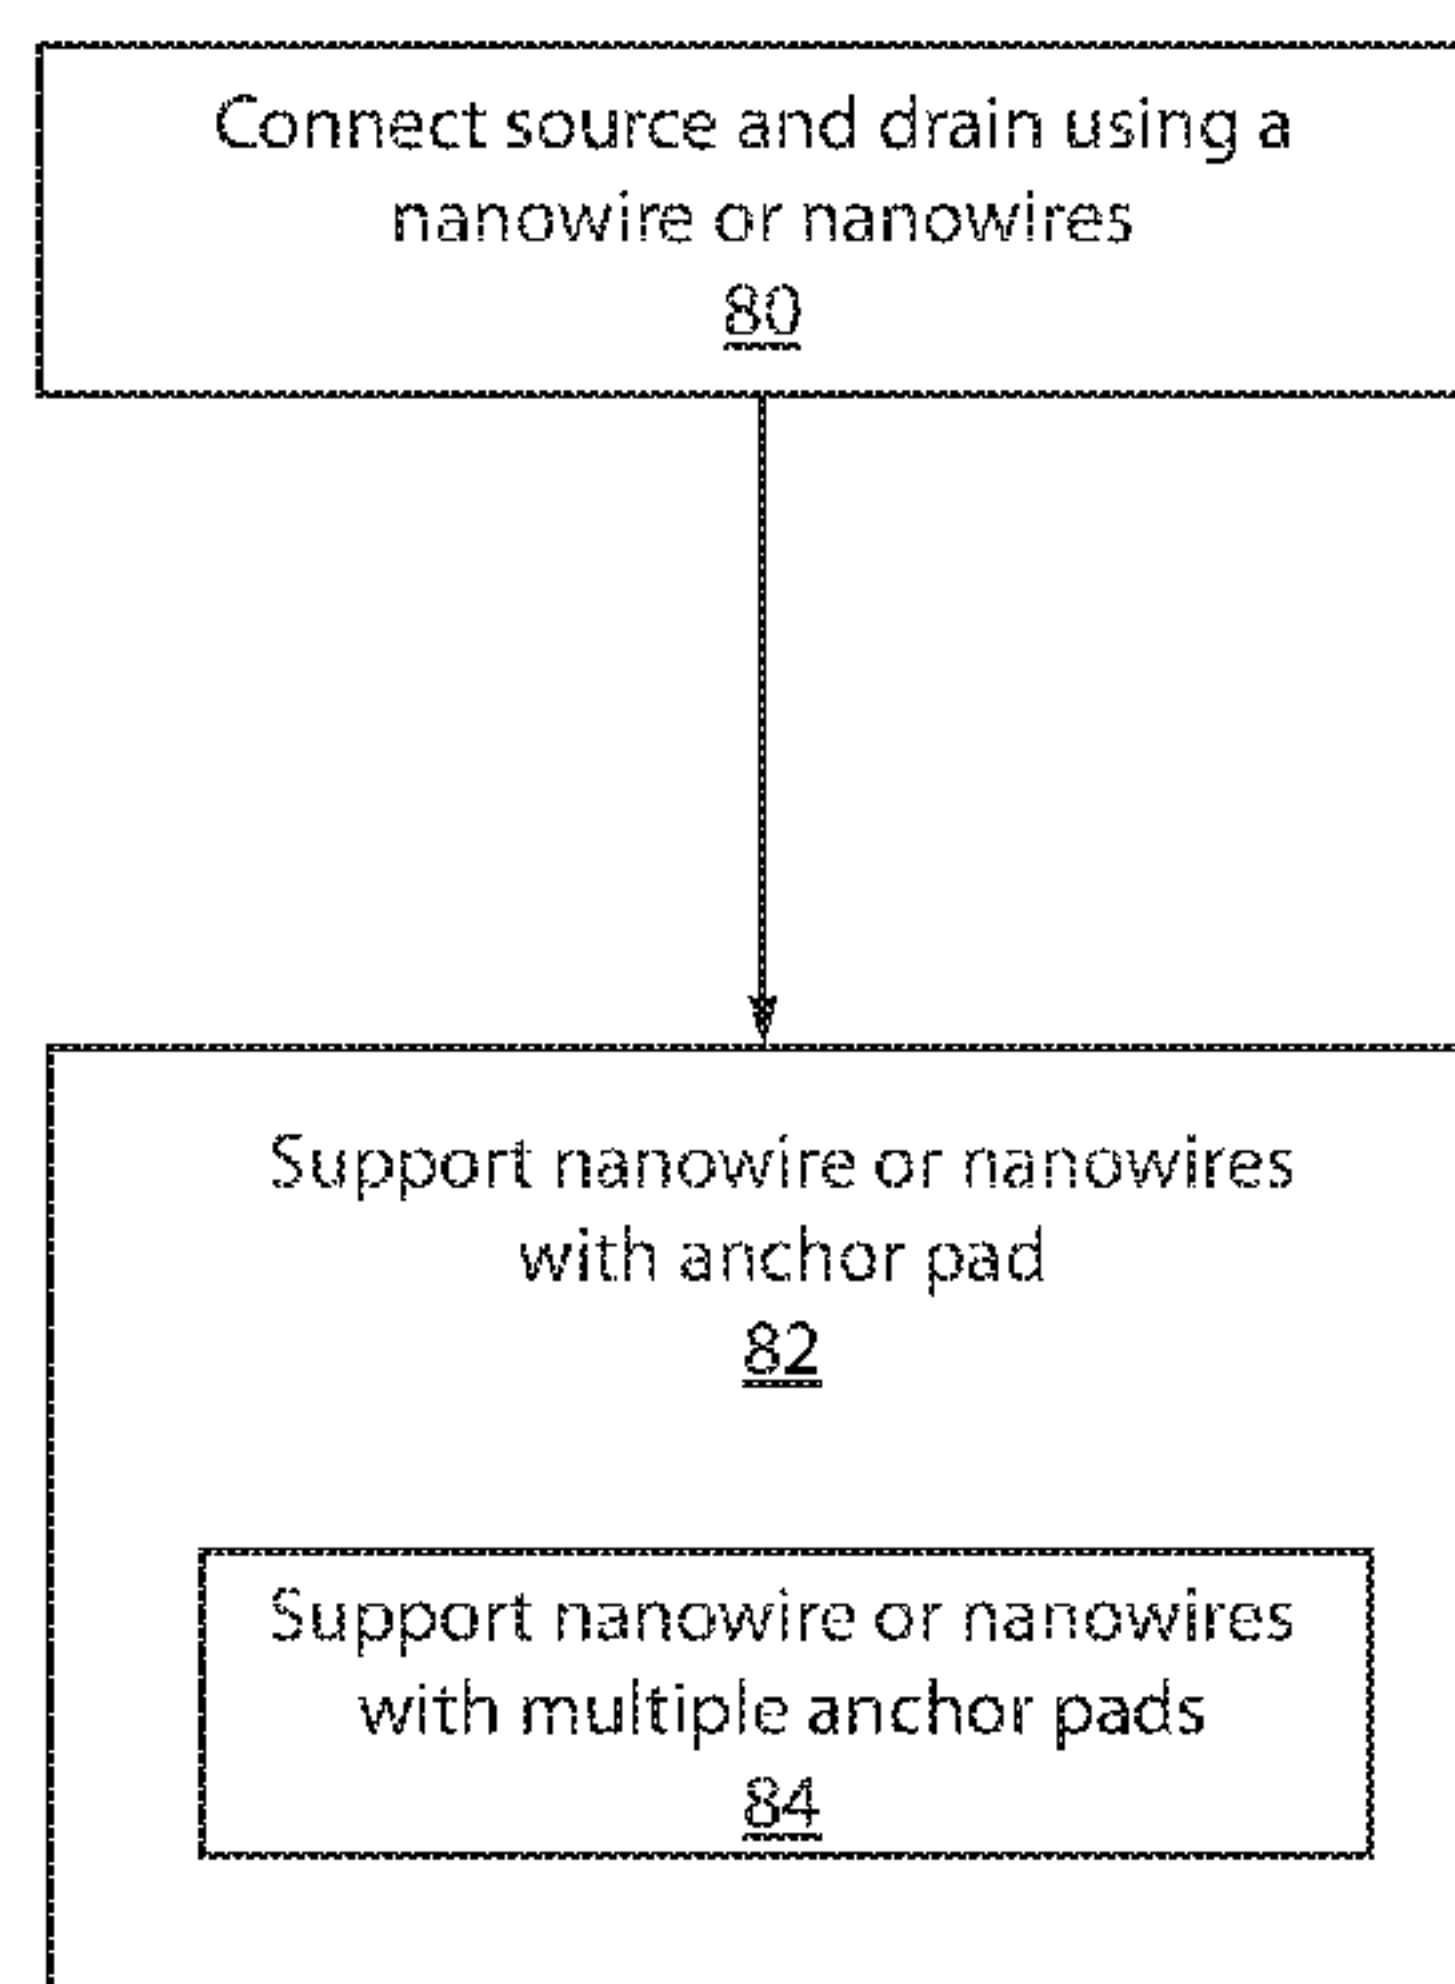 Connect source and drain using a
nanowire or nanowires
80
Support nanowire or nanowires
with anchor pad
82
Support nanowire or nanowires
with multiple anchor pads
84